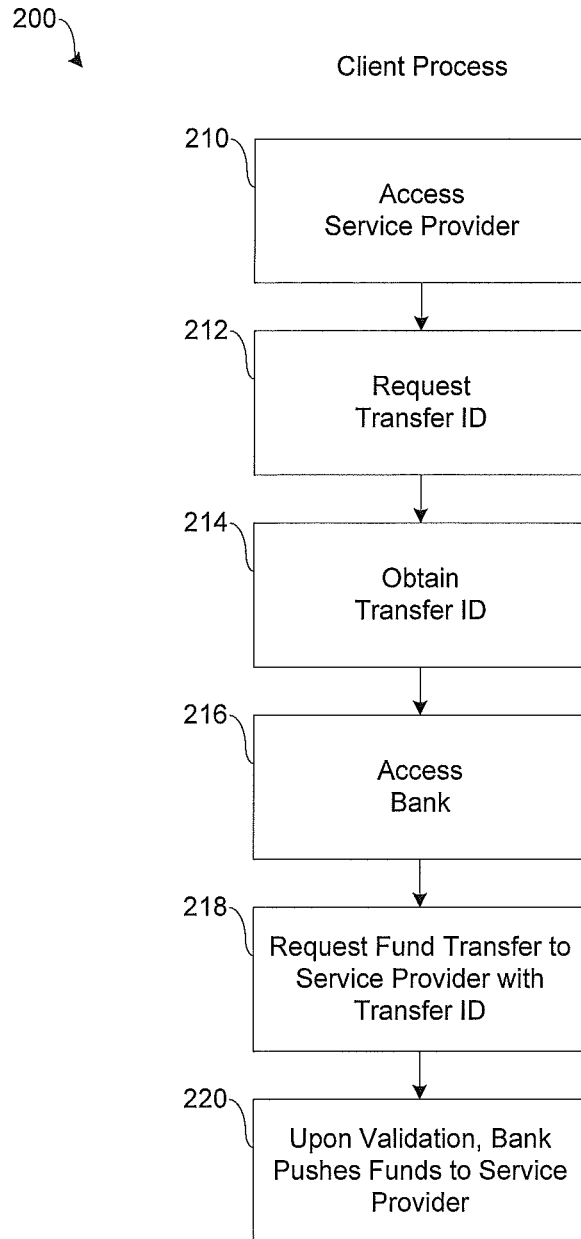 200
Client Process
210
Access
Service Provider
212
Request
Transfer ID
214
Obtain
Transfer ID
216
Access
Bank
218
Request Fund Transfer to
Service Provider with
Transfer ID
220
Upon Validation, Bank
Pushes Funds to Service
Provider